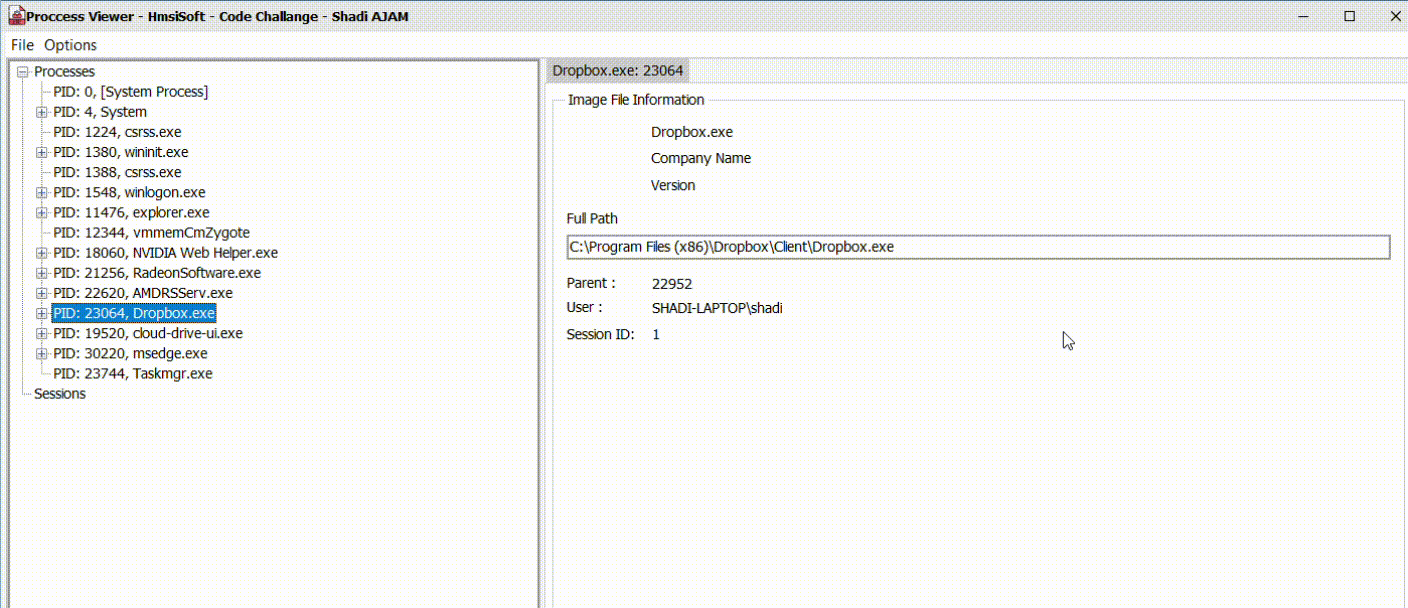 Proccess Viewer - HmsiSoft - Code Challange - Shadi AJAM
File Options
Processes
PID: 0, [System Process]
PID: 4, System
PID: 1224, csrss.exe
PID: 1380, wininit.exe
PID: 1388, csrss.exe
PID: 1548, winlogon.exe
PID: 11476, explorer.exe
PID: 12344, vmmemCmZygote
PID: 18060, NVIDIA Web Helper.exe
PID: 21256, RadeonSoftware.exe
PID: 22620, AMDRSServ.exe
PID: 23064, Dropbox.exe
PID: 19520, cloud-drive-ui.exe
PID: 30220, msedge.exe
PID: 23744, Taskmgr.exe
Sessions
Dropbox.exe: 23064
Image File Information
Dropbox.exe
Company Name
Version
Full Path
C:\Program Files (x86)\Dropbox\Client\Dropbox.exe
Parent : 22952
User : SHADI-LAPTOP\shadi
Session ID: 1